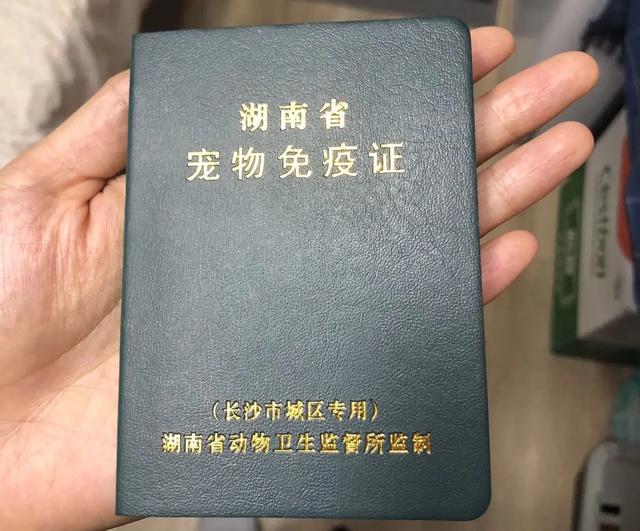 湖南省
宠物免疫证
（长沙市城区专用）
湖南省动物卫生监督所监制